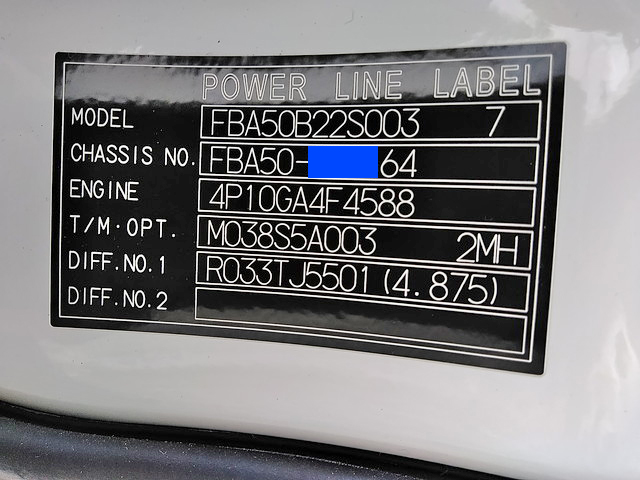 POWER LINE LABEL
MODEL FBA50B22S003 7
CHASSIS NO. FBA50- 64
ENGINE 4P10GA4F4588
T/M·OPT. M038S5A003 2MH
DIFF.NO.1 R033TJ5501 (4.875)
DIFF.NO.2